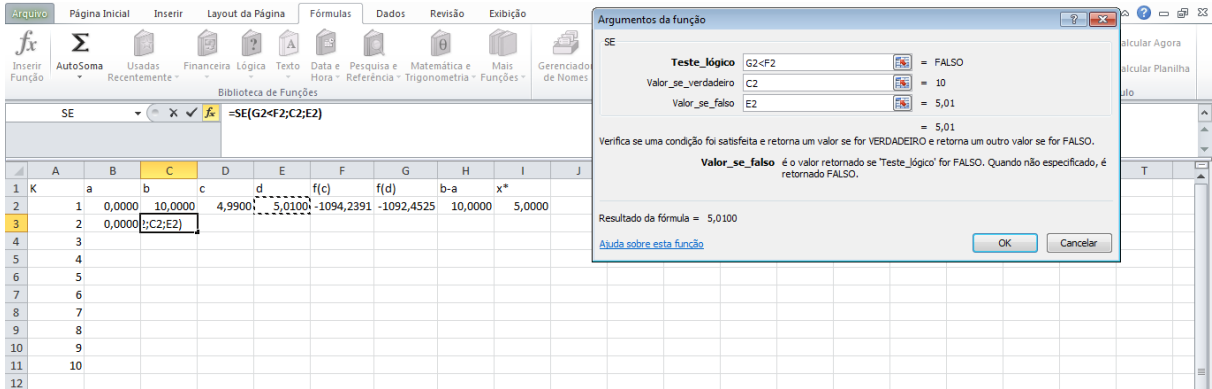 Arquivo Página Inicial Inserir Layout da Página Fórmulas Dados Revisão Exibição
fx Σ
Inserir Função AutoSoma Usadas Recentemente Financeira Lógica Texto Data e Hora Pesquisa e Referência Matemática e Trigonometria Mais Funções Gerenciador de Nomes
Biblioteca de Funções
alcular Agora
alcular Planilha
ulo
Argumentos da função
SE
Teste_lógico G2<F2 = FALSO
Valor_se_verdadeiro C2 = 10
Valor_se_falso E2 = 5,01
= 5,01
Verifica se uma condição foi satisfeita e retorna um valor se for VERDADEIRO e retorna um outro valor se for FALSO.
Valor_se_falso é o valor retornado se 'Teste_lógico' for FALSO. Quando não especificado, é
retornado FALSO.
Resultado da fórmula = 5,0100
Ajuda sobre esta função OK Cancelar
SE fx =SE(G2<F2;C2;E2)
A B C D E F G H I J T
1 K a b c d f(c) f(d) b-a x*
2 1 0,0000 10,0000 4,9900 5,0100 -1094,2391 -1092,4525 10,0000 5,0000
3 2 0,0000 ;C2;E2)
4 3
5 4
6 5
7 6
8 7
9 8
10 9
11 10
12